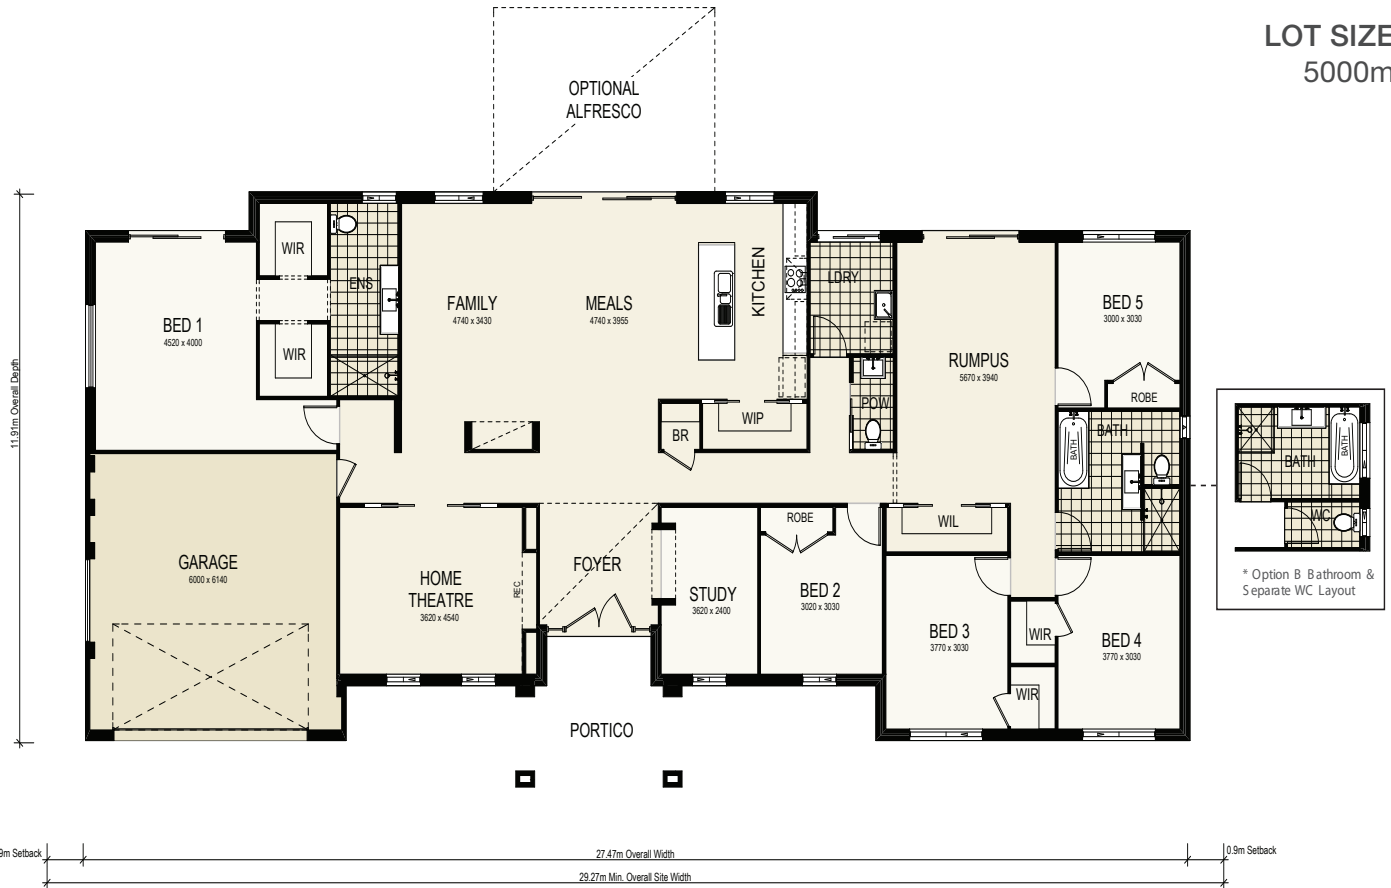 LOT SIZE
5000m
OPTIONAL
ALFRESCO
WIR
ENS
WIR
BED 1
4520 x 4000
FAMILY
4740 x 3430
MEALS
4740 x 3955
KITCHEN
LDRY
POW
WIP
BR
RUMPUS
5670 x 3940
BED 5
3000 x 3030
ROBE
BATH
BATH
BATH
BATH
WC
* Option B Bathroom &
Separate WC Layout
11.91m Overall Depth
GARAGE
6000 x 6140
HOME
THEATRE
3620 x 4540
REC
FOYER
STUDY
3620 x 2400
ROBE
BED 2
3020 x 3030
WIL
BED 3
3770 x 3030
WIR
WIR
BED 4
3770 x 3030
PORTICO
9m Setback
27.47m Overall Width
0.9m Setback
29.27m Min. Overall Site Width